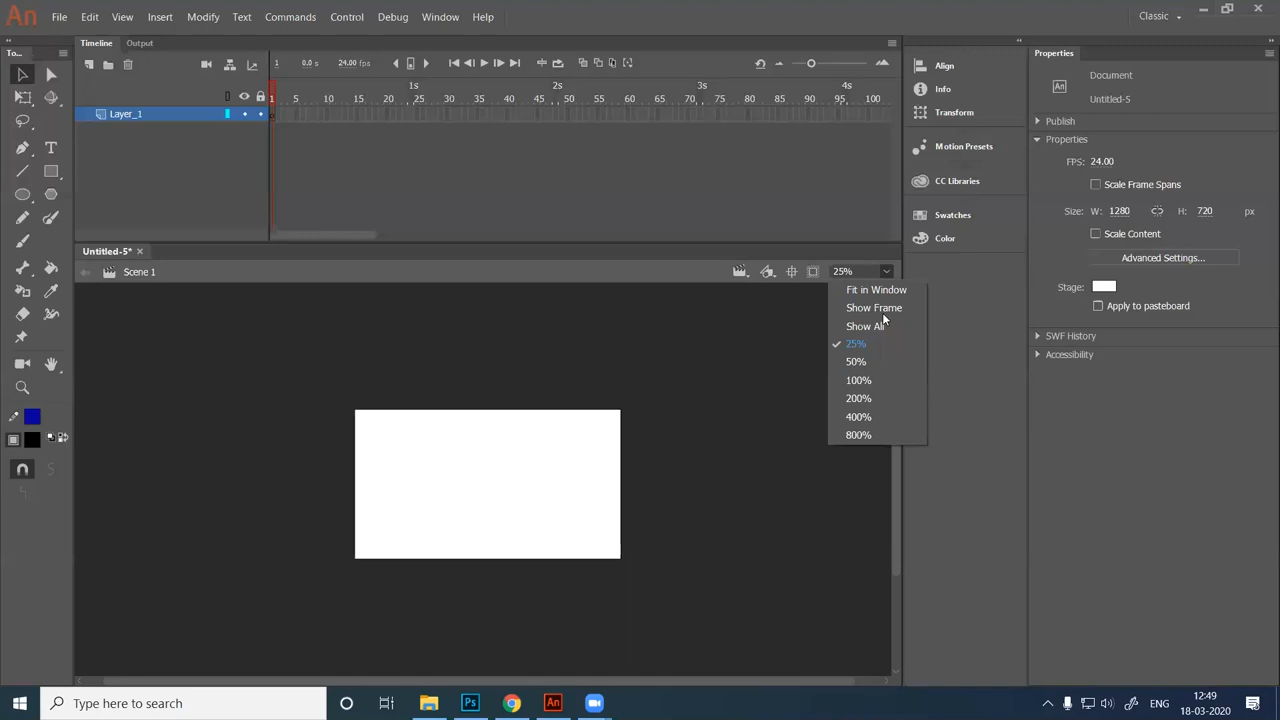 An File Edit View Insert Modify Text Commands Control Debug Window Help Classic
To... Timeline Output Properties
1 0.0 s 24.00 fps
1s 2s 3s 4s
1 5 10 15 20 25 30 35 40 45 50 55 60 65 70 75 80 85 90 95 100
Layer_1
Align
Info
Transform
Motion Presets
CC Libraries
Swatches
Color
An Document
Untitled-5
Publish
Properties
FPS: 24.00
Scale Frame Spans
Size: W: 1280 H: 720 px
Scale Content
Advanced Settings...
Stage:
Apply to pasteboard
SWF History
Accessibility
Untitled-5*
Scene 1 25%
Fit in Window
Show Frame
Show All
25%
50%
100%
200%
400%
800%
Type here to search Ps An ENG 12:49
18-03-2020